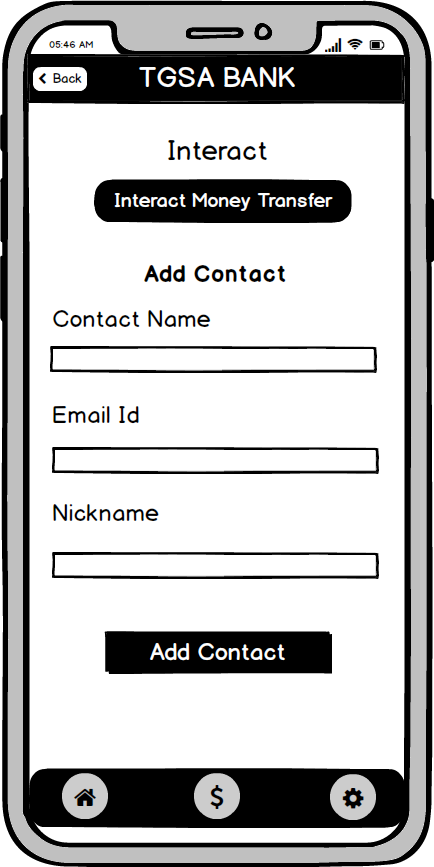 05:46 AM
Back
TGSA BANK
Interact
Interact Money Transfer
Add Contact
Contact Name
Email Id
Nickname
Add Contact
$